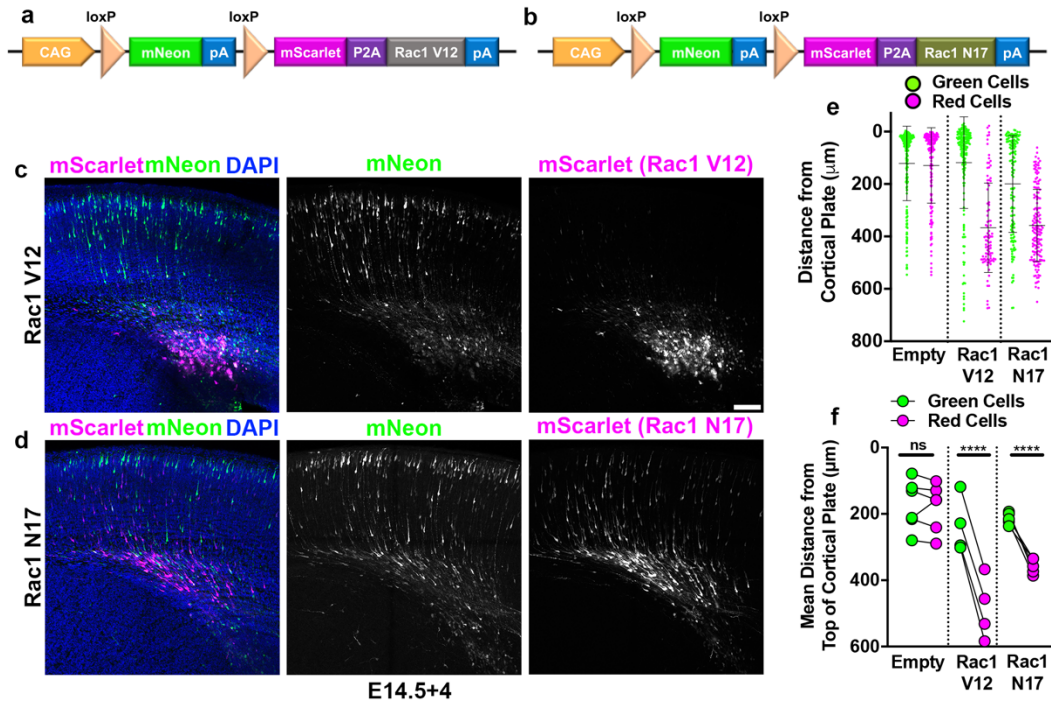 a
loxP
loxP
CAG
mNeon
pA
mScarlet
P2A
Rac1 V12
pA
b
loxP
loxP
CAG
mNeon
pA
mScarlet
P2A
Rac1 N17
pA
c
mScarlet mNeon DAPI
mNeon
mScarlet (Rac1 V12)
Rac1 V12
d
mScarlet mNeon DAPI
mNeon
mScarlet (Rac1 N17)
Rac1 N17
E14.5+4
e
Green Cells
Red Cells
Distance from
Cortical Plate (µm)
0
200
400
600
800
Empty
Rac1
V12
Rac1
N17
f
Green Cells
Red Cells
Mean Distance from
Top of Cortical Plate (µm)
0
200
400
600
ns
****
****
Empty
Rac1
V12
Rac1
N17